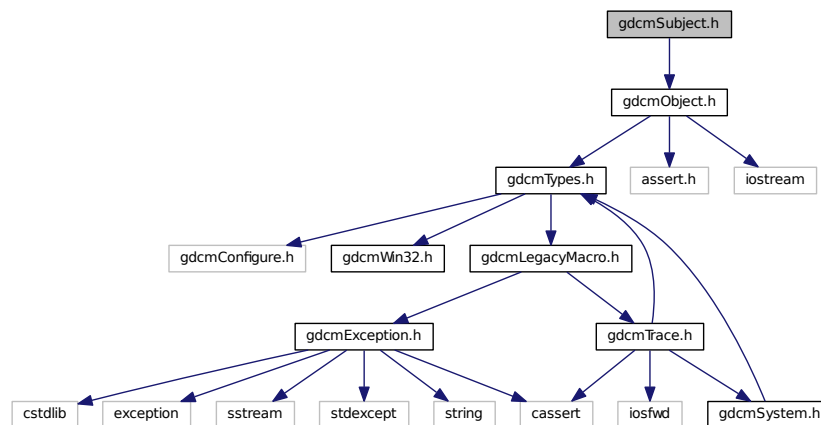 gdcmSubject.h
gdcmObject.h
gdcmTypes.h
assert.h
iostream
gdcmConfigure.h
gdcmWin32.h
gdcmLegacyMacro.h
gdcmException.h
gdcmTrace.h
cstdlib
exception
sstream
stdexcept
string
cassert
iosfwd
gdcmSystem.h